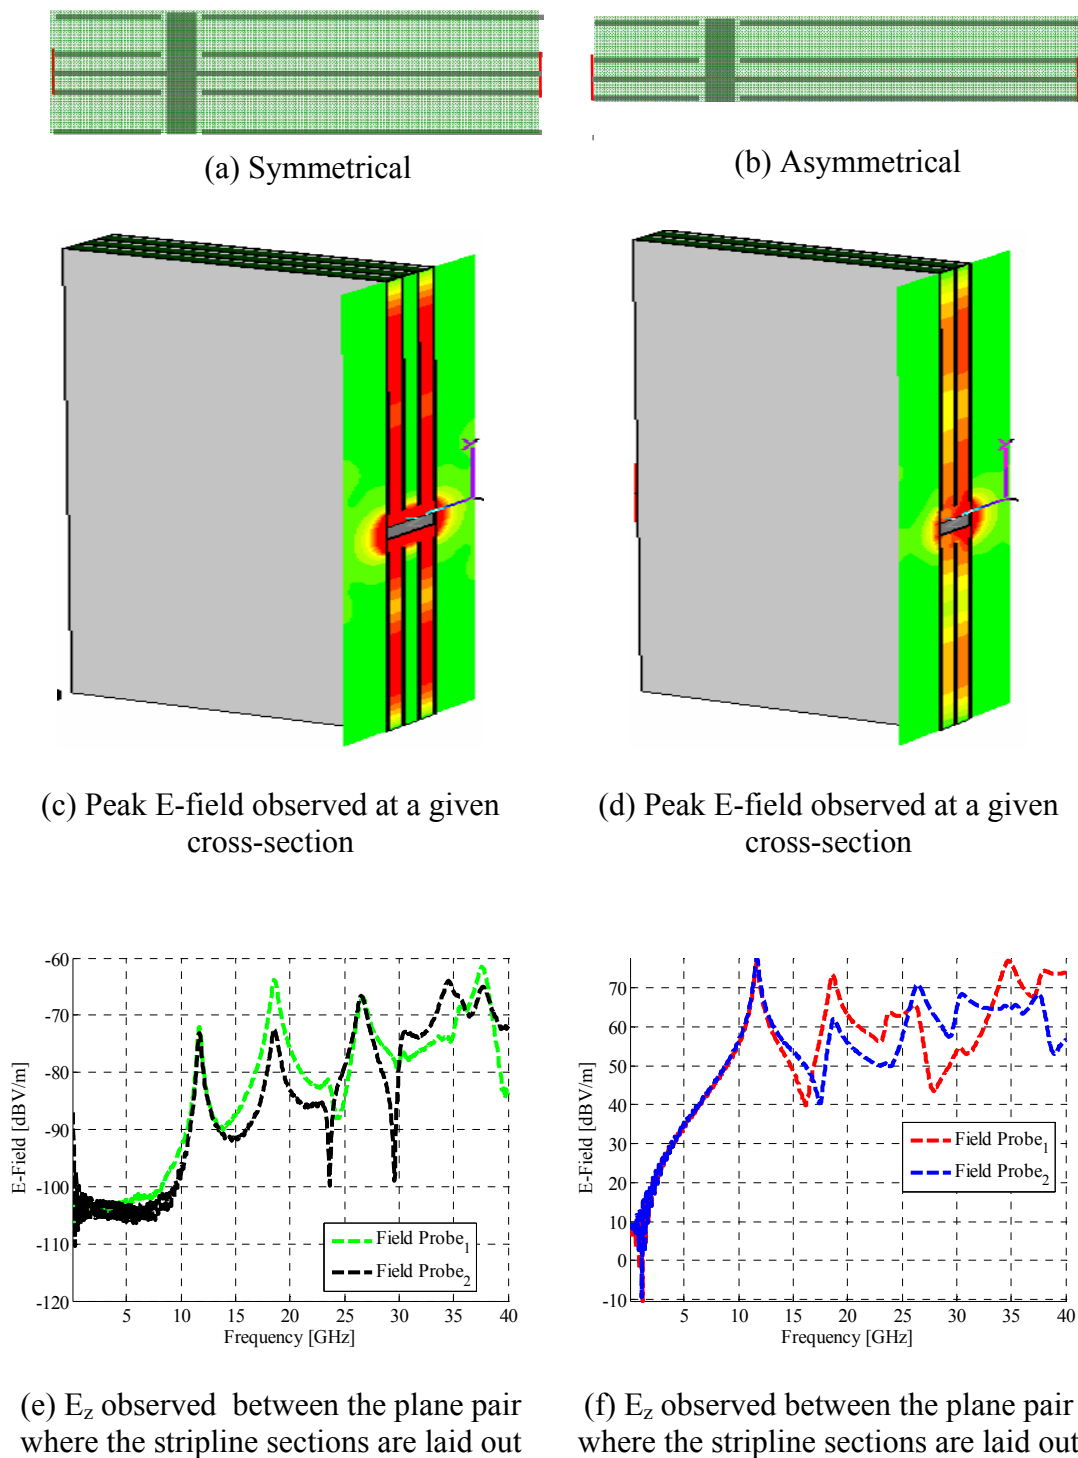 (a) Symmetrical
(b) Asymmetrical
Y
Y
(c) Peak E-field observed at a given
cross-section
(d) Peak E-field observed at a given
cross-section
-60
-70
-80
-90
-100
-110
-120
5 10 15 20 25 30 35 40
E-Field [dBV/m]
Frequency [GHz]
Field Probe1
Field Probe2
70
60
50
40
30
20
10
0
-10
5 10 15 20 25 30 35 40
E-Field [dBV/m]
Frequency [GHz]
Field Probe1
Field Probe2
(e) Ez observed between the plane pair
where the stripline sections are laid out
(f) Ez observed between the plane pair
where the stripline sections are laid out